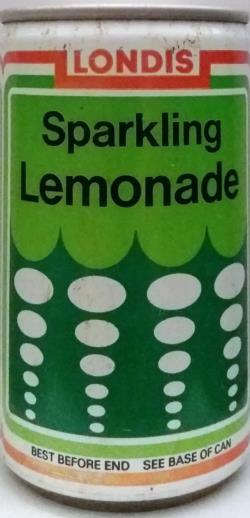 LONDIS
Sparkling
Lemonade
BEST BEFORE END SEE BASE OF CAN